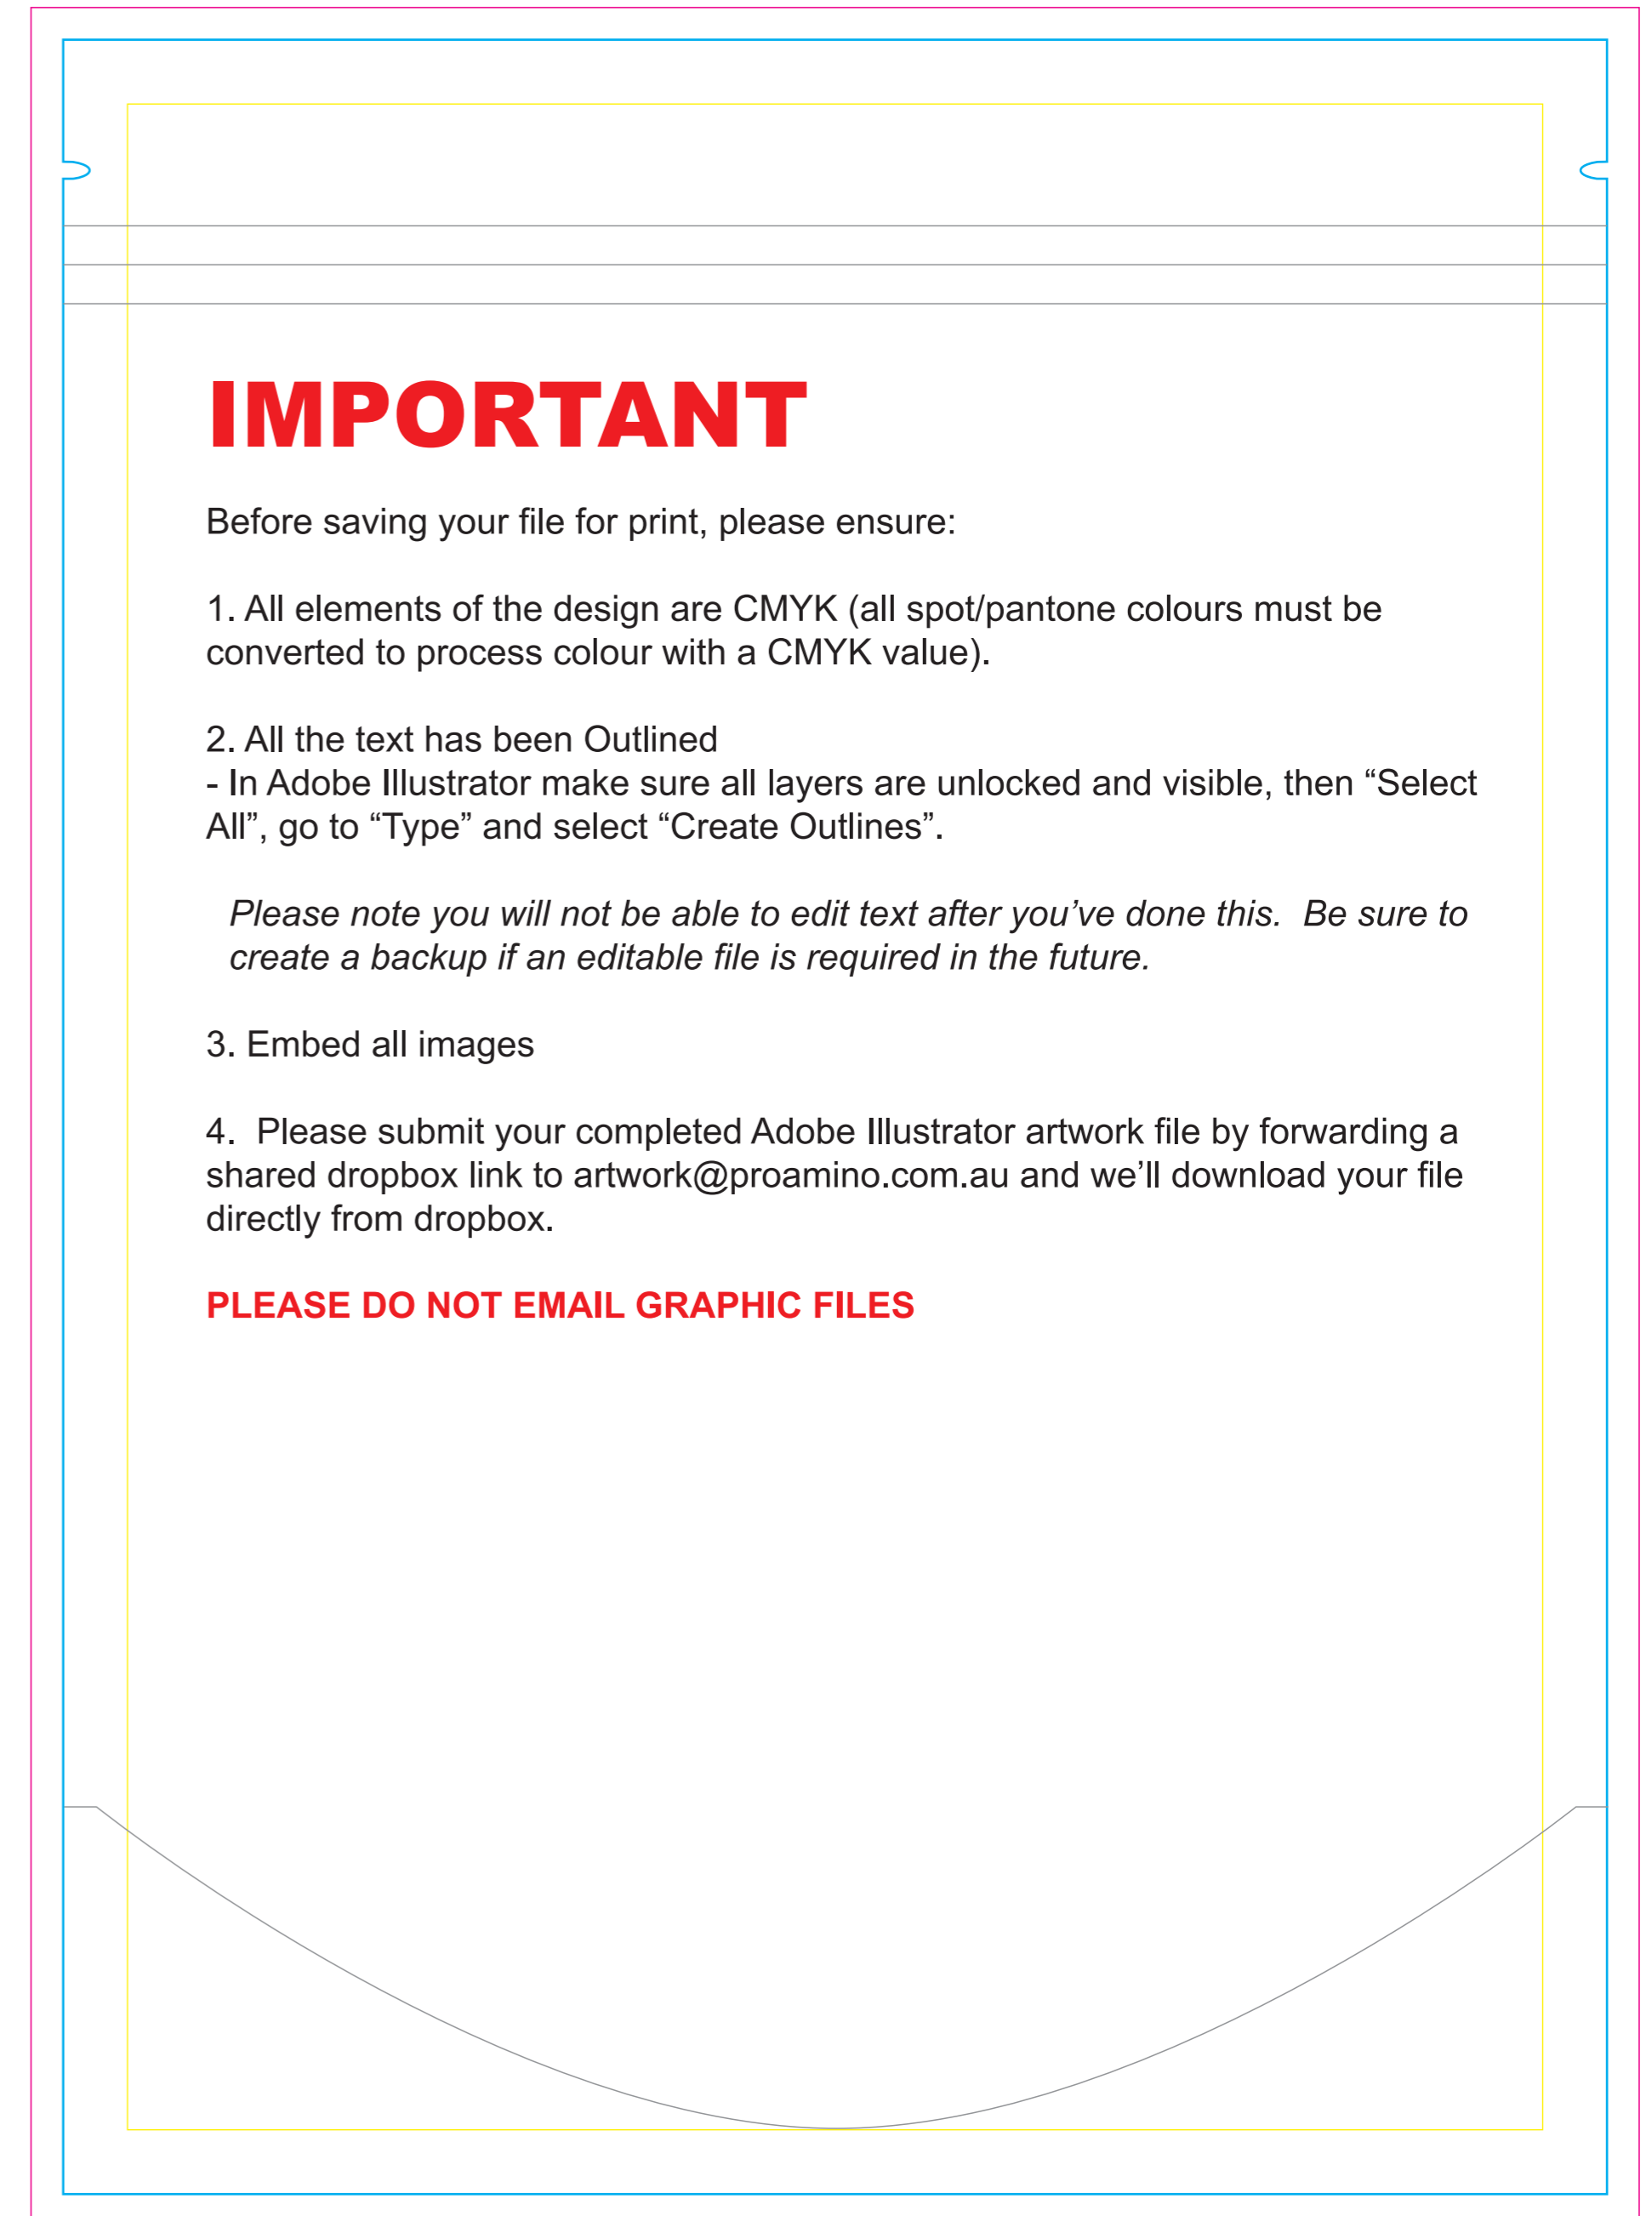 IMPORTANT
Before saving your file for print, please ensure:
1. All elements of the design are CMYK (all spot/pantone colours must be
converted to process colour with a CMYK value).
2. All the text has been Outlined
- In Adobe Illustrator make sure all layers are unlocked and visible, then “Select
All”, go to “Type” and select “Create Outlines”.
Please note you will not be able to edit text after you’ve done this.  Be sure to
create a backup if an editable file is required in the future.
3. Embed all images
4.  Please submit your completed Adobe Illustrator artwork file by forwarding a
shared dropbox link to artwork@proamino.com.au and we’ll download your file
directly from dropbox.
PLEASE DO NOT EMAIL GRAPHIC FILES